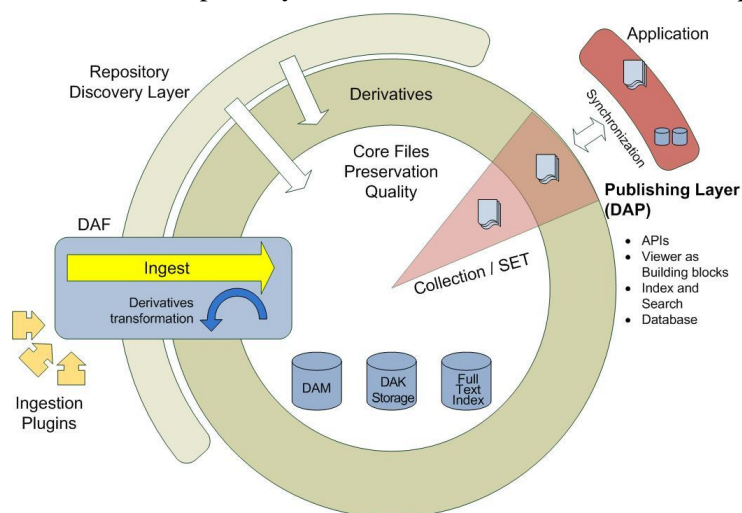 Application
Repository
Discovery Layer
Derivatives
Synchronization
Core Files
Preservation
Quality
Publishing Layer
(DAP)
DAF
Ingest
Collection / SET
• APIs
• Viewer as
Building blocks
• Index and
Search
• Database
Derivatives
transformation
DAM
DAK
Storage
Full
Text
Index
Ingestion
Plugins